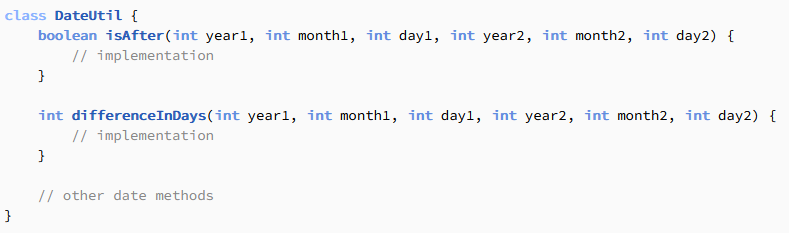 class DateUtil {
    boolean isAfter(int year1, int month1, int day1, int year2, int month2, int day2) {
        // implementation
    }

    int differenceInDays(int year1, int month1, int day1, int year2, int month2, int day2) {
        // implementation
    }

    // other date methods
}